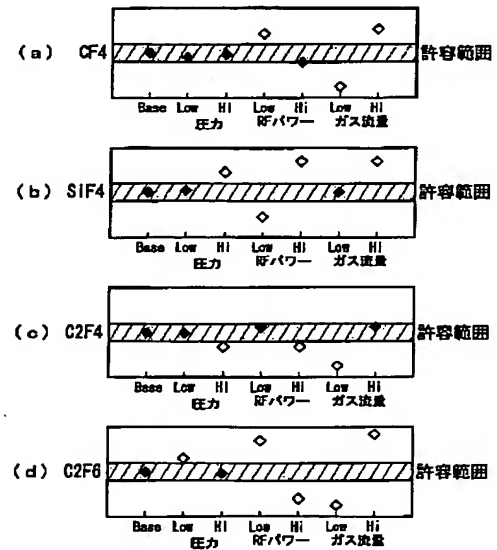 (a) CF4 許容範囲
Base Low Hi Low Hi Low Hi
圧力 RFパワー ガス流量
(b) SiF4 許容範囲
Base Low Hi Low Hi Low Hi
圧力 RFパワー ガス流量
(c) C2F4 許容範囲
Base Low Hi Low Hi Low Hi
圧力 RFパワー ガス流量
(d) C2F6 許容範囲
Base Low Hi Low Hi Low Hi
圧力 RFパワー ガス流量